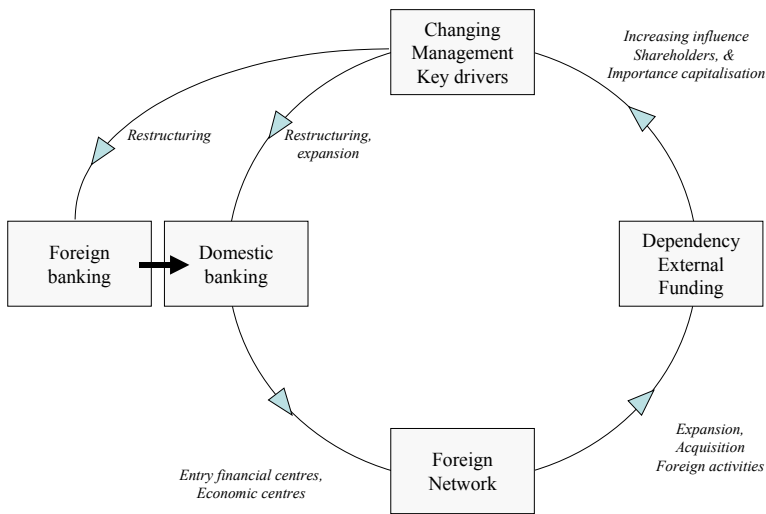 Changing
Management
Key drivers
Increasing influence
Shareholders, &
Importance capitalisation
Restructuring
Restructuring,
expansion
Foreign
banking
Domestic
banking
Dependency
External
Funding
Entry financial centres,
Economic centres
Foreign
Network
Expansion,
Acquisition
Foreign activities